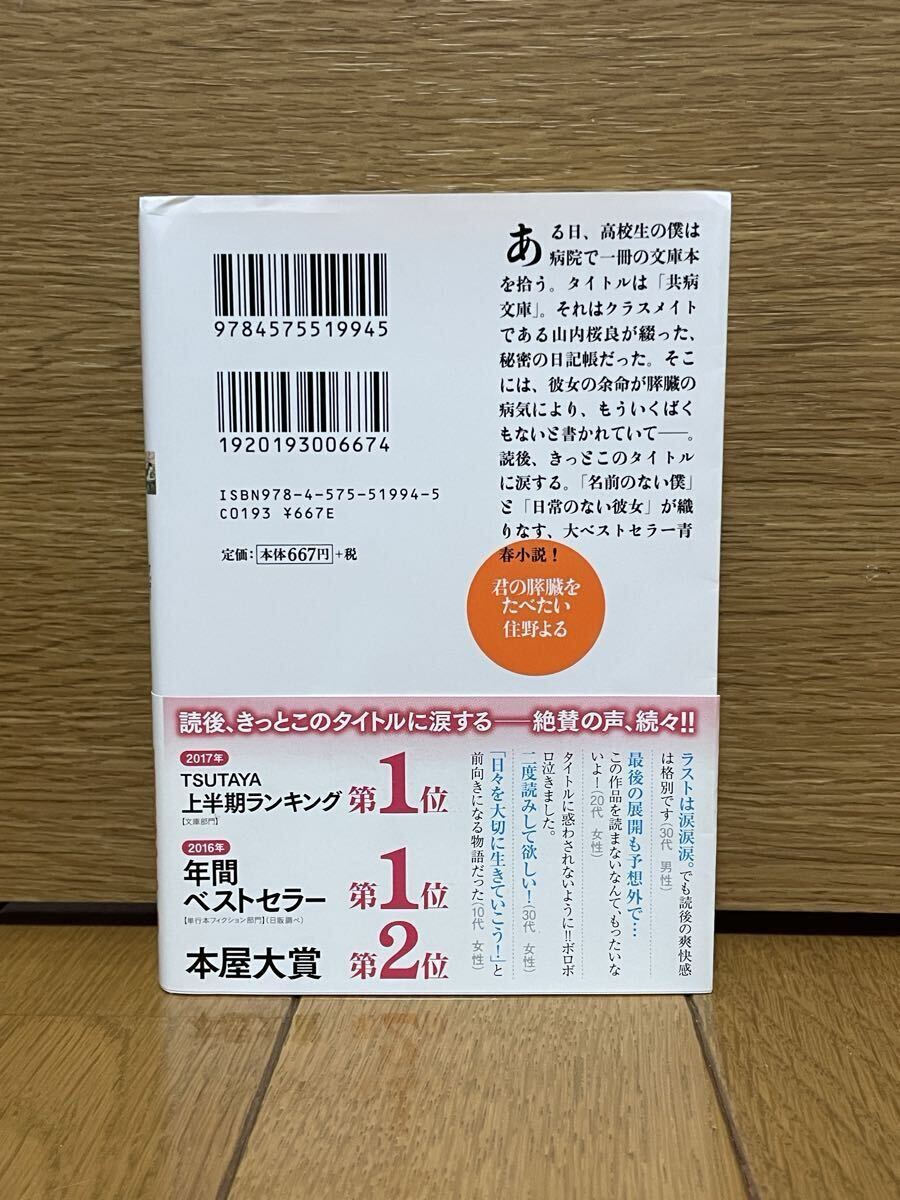 9784575519945
1920193006674
ISBN978-4-575-51994-5
C0193 ¥667E
定価：本体667円＋税
ある日、高校生の僕は
病院で一冊の文庫本
を拾う。タイトルは「共病
文庫」。それはクラスメイト
である山内桜良が綴った、
秘密の日記帳だった。そこ
には、彼女の余命が膵臓の
病気により、もういくばく
もないと書かれていて――。
読後、きっとこのタイトル
に涙する。「名前のない僕」
と「日常のない彼女」が織
りなす、大ベストセラー青
春小説！
君の膵臓を
たべたい
住野よる
読後、きっとこのタイトルに涙する――絶賛の声、続々!!
2017年
TSUTAYA
上半期ランキング
【文庫部門】
第1位
2016年
年間
ベストセラー
【単行本フィクション部門】（日販調べ）
第1位
本屋大賞
第2位
ラストは涙涙涙。でも読後の爽快感
は格別です（30代　男性）
最後の展開も予想外で…
この作品を読まないなんて、もったいな
いよ！（20代　女性）
タイトルに惑わされないように!!ボロボ
ロ泣きました。
二度読みして欲しい！（30代　女性）
「日々を大切に生きていこう！」と
前向きになる物語だった（10代　女性）